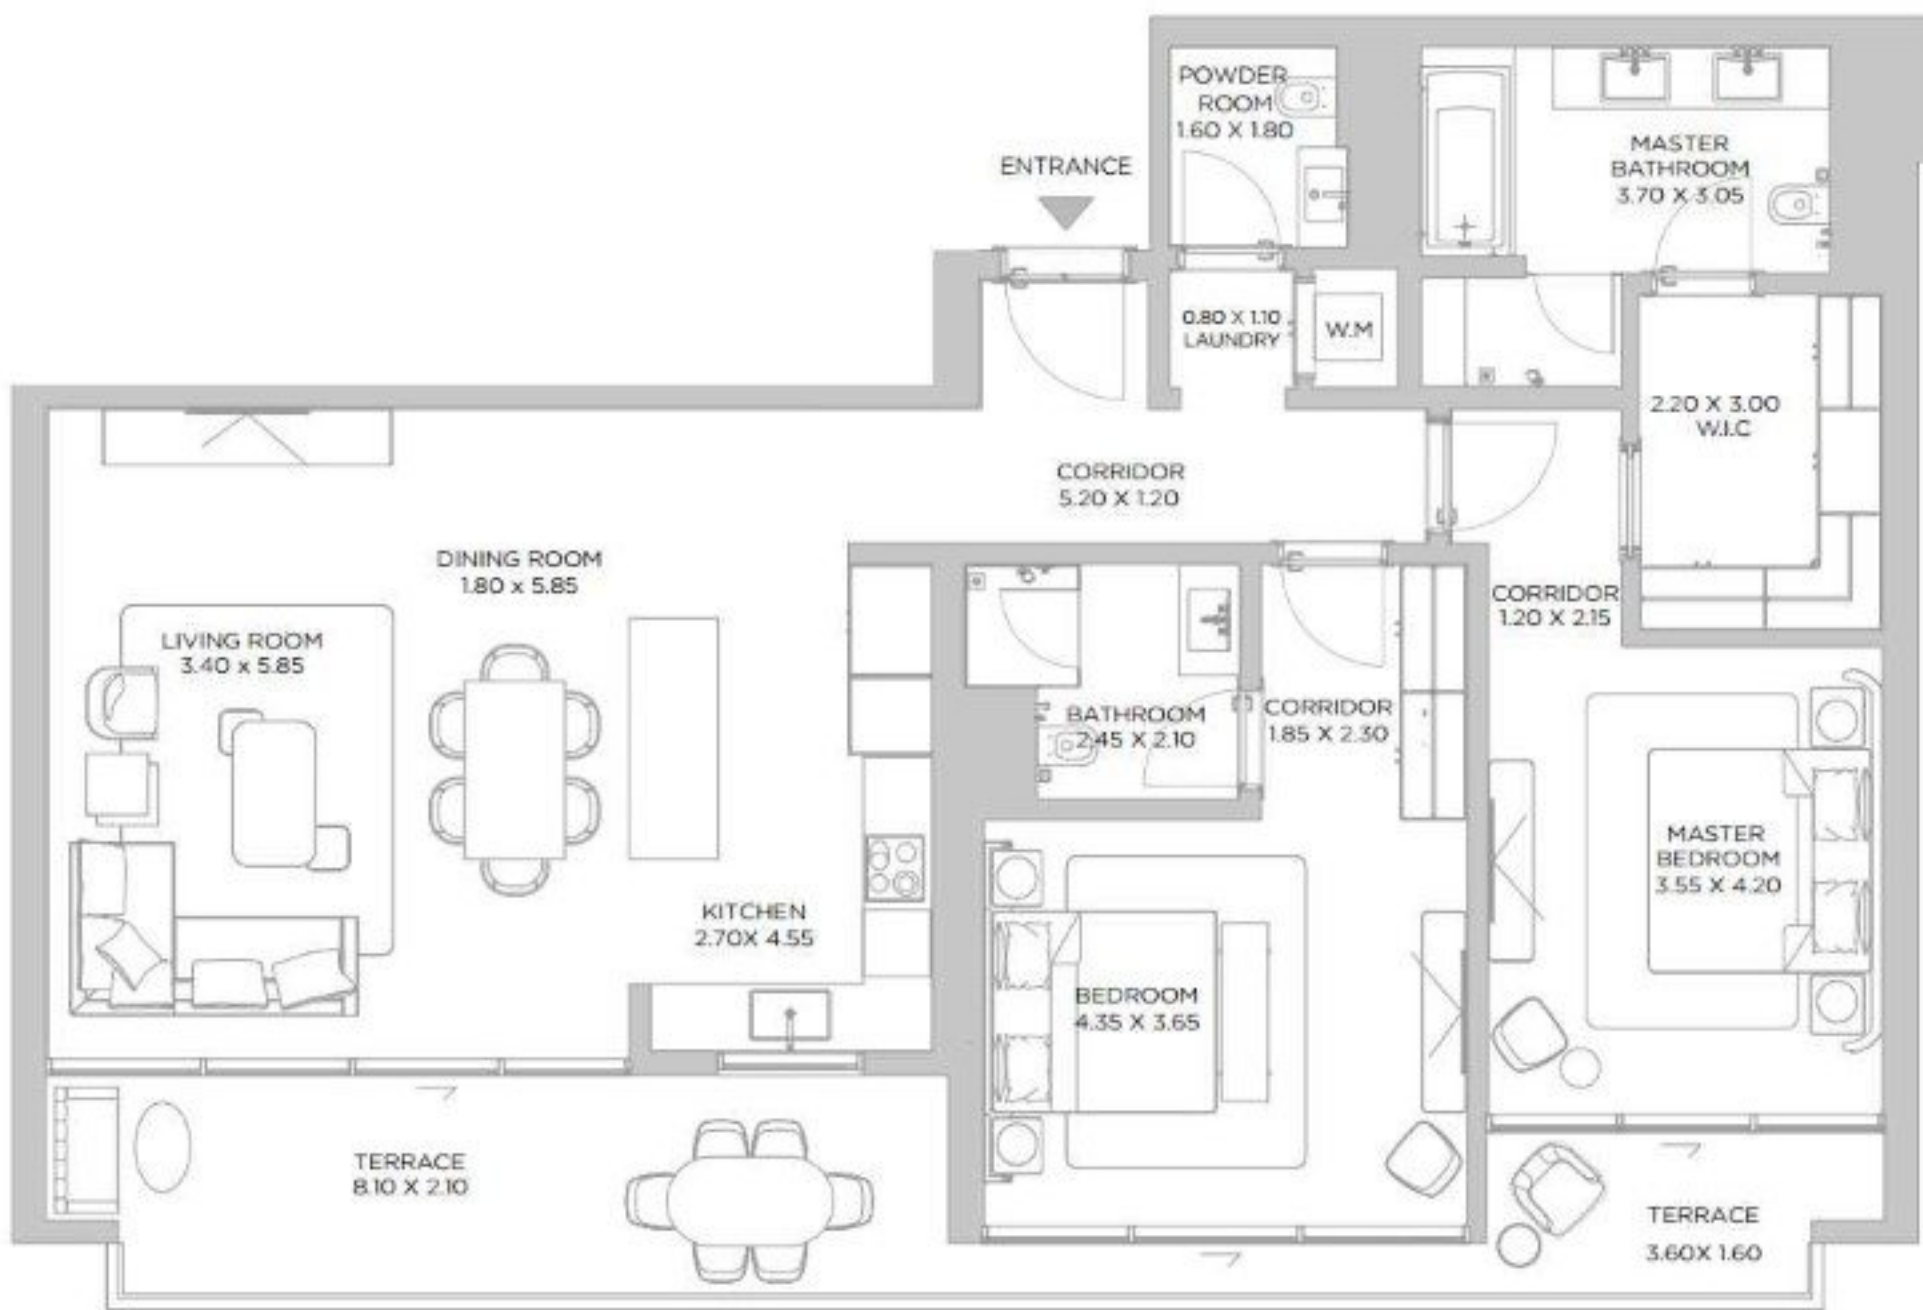 POWDER
ROOM
1.60 X 1.80
MASTER
BATHROOM
3.70 X 3.05
ENTRANCE
0.80 X 1.10
LAUNDRY
W.M
2.20 X 3.00
W.I.C
CORRIDOR
5.20 X 1.20
DINING ROOM
1.80 x 5.85
LIVING ROOM
3.40 x 5.85
CORRIDOR
1.20 X 2.15
BATHROOM
2.45 X 2.10
CORRIDOR
1.85 X 2.30
MASTER
BEDROOM
3.55 X 4.20
KITCHEN
2.70X 4.55
BEDROOM
4.35 X 3.65
TERRACE
8.10 X 2.10
TERRACE
3.60X 1.60